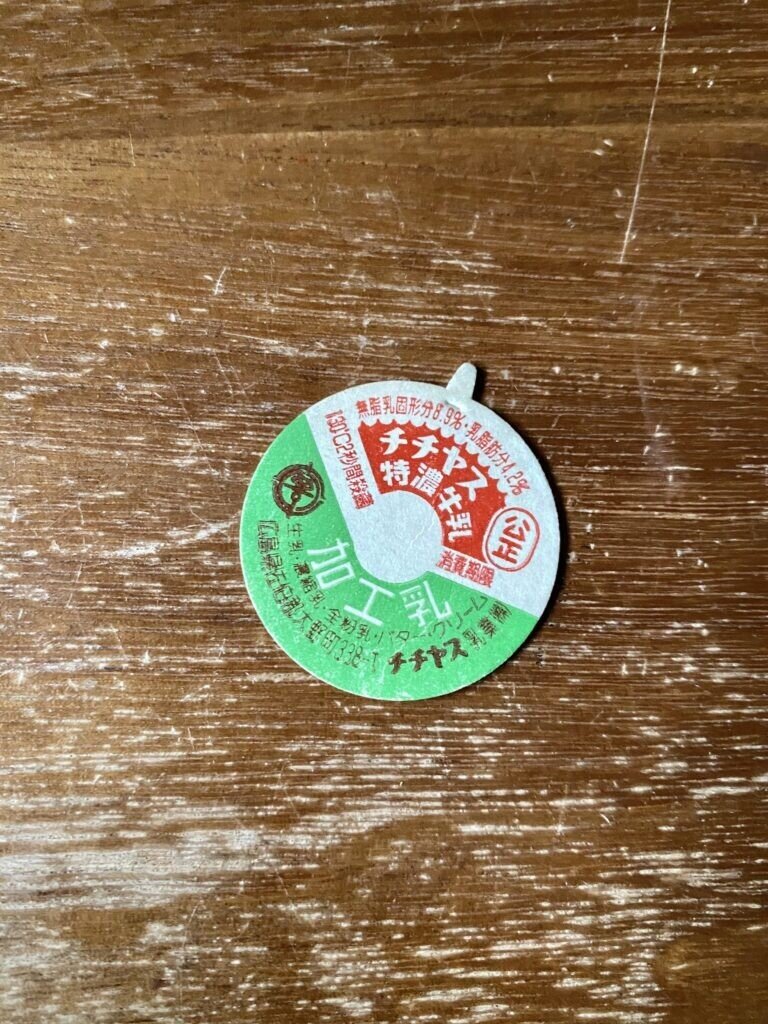 無脂乳固形分8.9%・乳脂肪分4.2%
130℃2秒間殺菌
チチヤス
特濃牛乳
公正
消費期限
加工乳
生乳・濃縮乳・全粉乳・バター・クリーム
広島県佐伯郡大野町338-1 チチヤス乳業㈱